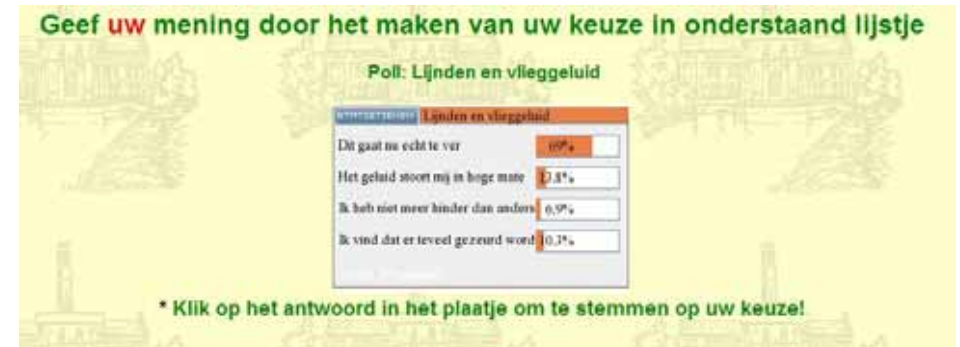 Geef uw mening door het maken van uw keuze in onderstaand lijstje
Poll: Lijnden en vlieggeluid
Lijnden en vlieggeluid
Dit gaat nu echt te ver 69%
Het geluid stoort mij in hoge mate 13.8%
Ik heb niet meer hinder dan anders 6.9%
Ik vind dat er teveel gezeurd word 10.3%
* Klik op het antwoord in het plaatje om te stemmen op uw keuze!